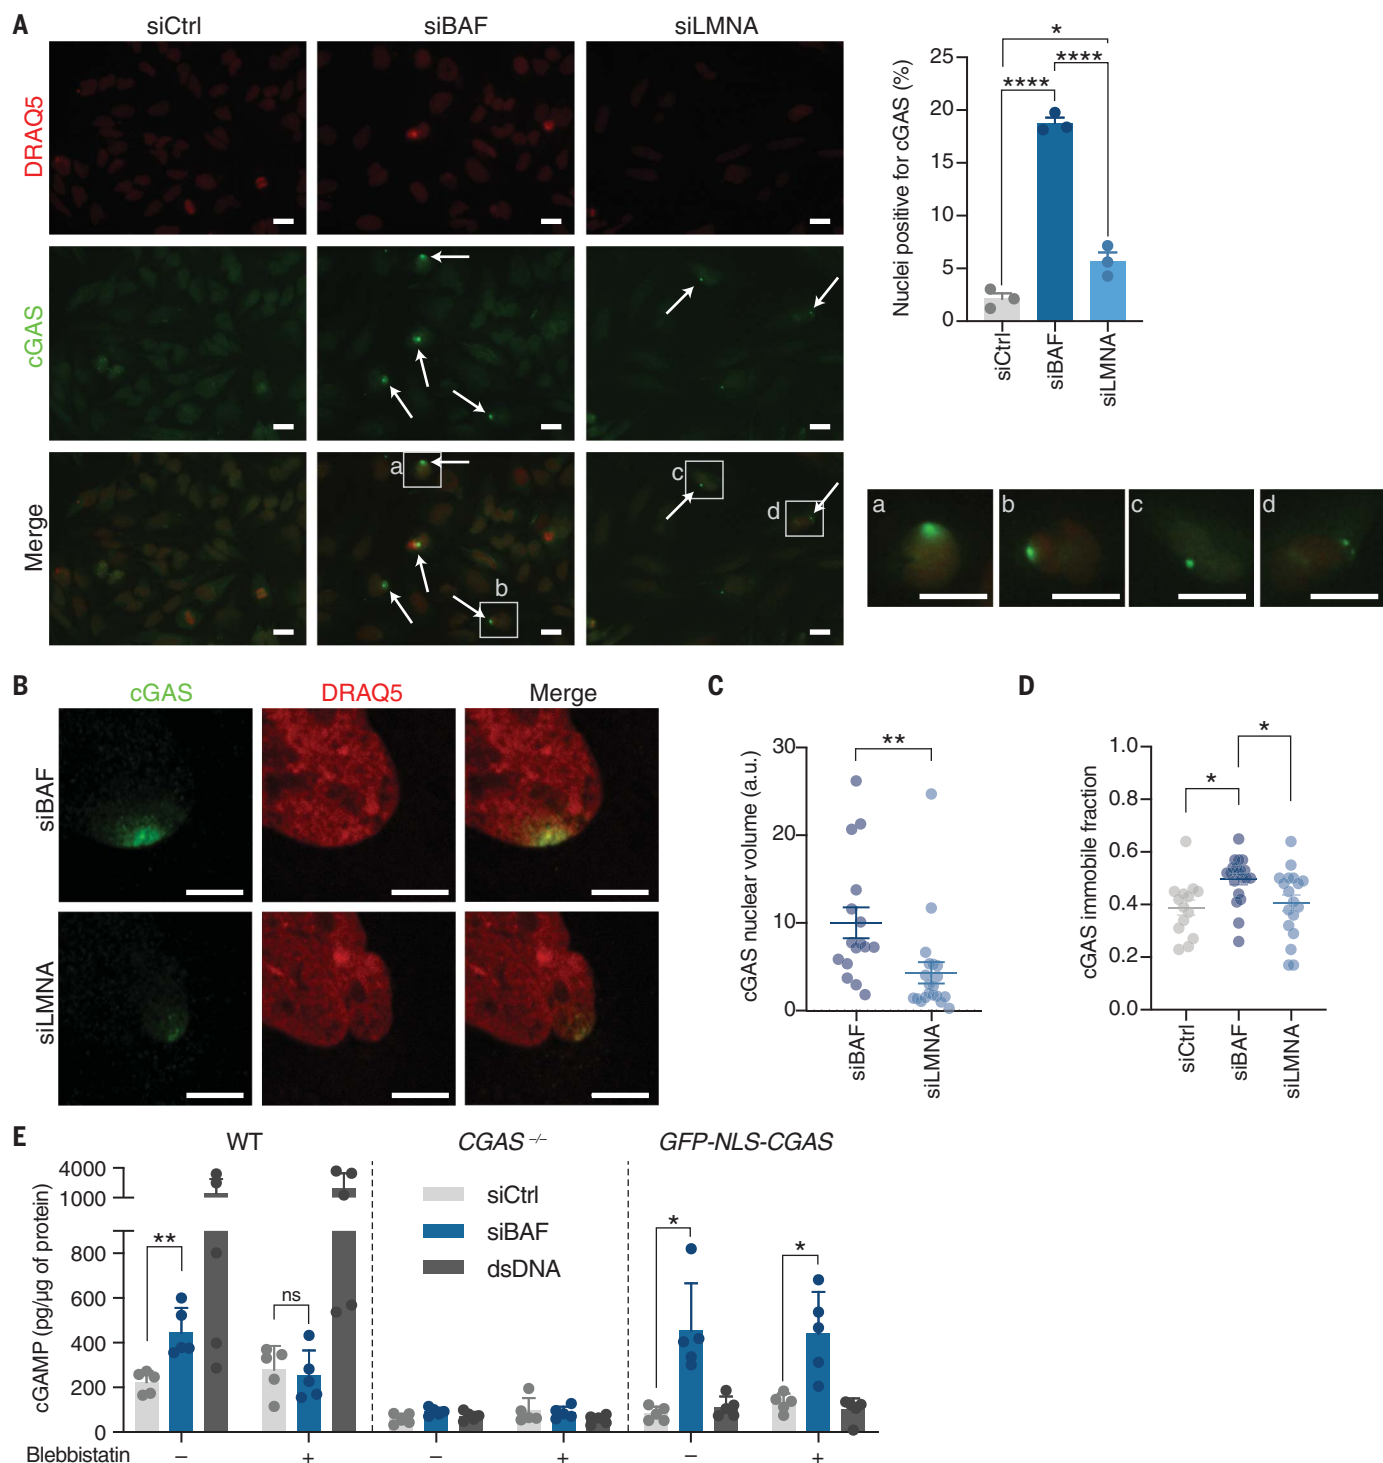 A
siCtrl
siBAF
siLMNA
DRAQ5
cGAS
Merge
a
b
c
d
Nuclei positive for cGAS (%)
25
20
15
10
5
0
*
****
****
siCtrl
siBAF
siLMNA
a
b
c
d
B
cGAS
DRAQ5
Merge
siBAF
siLMNA
C
cGAS nuclear volume (a.u.)
30
20
10
0
**
siBAF
siLMNA
D
cGAS immobile fraction
1.0
0.8
0.6
0.4
0.2
0.0
*
*
siCtrl
siBAF
siLMNA
E
WT
CGAS –/–
GFP-NLS-CGAS
cGAMP (pg/µg of protein)
4000
1000
800
600
400
200
0
**
ns
siCtrl
siBAF
dsDNA
*
*
Blebbistatin – + – + – +